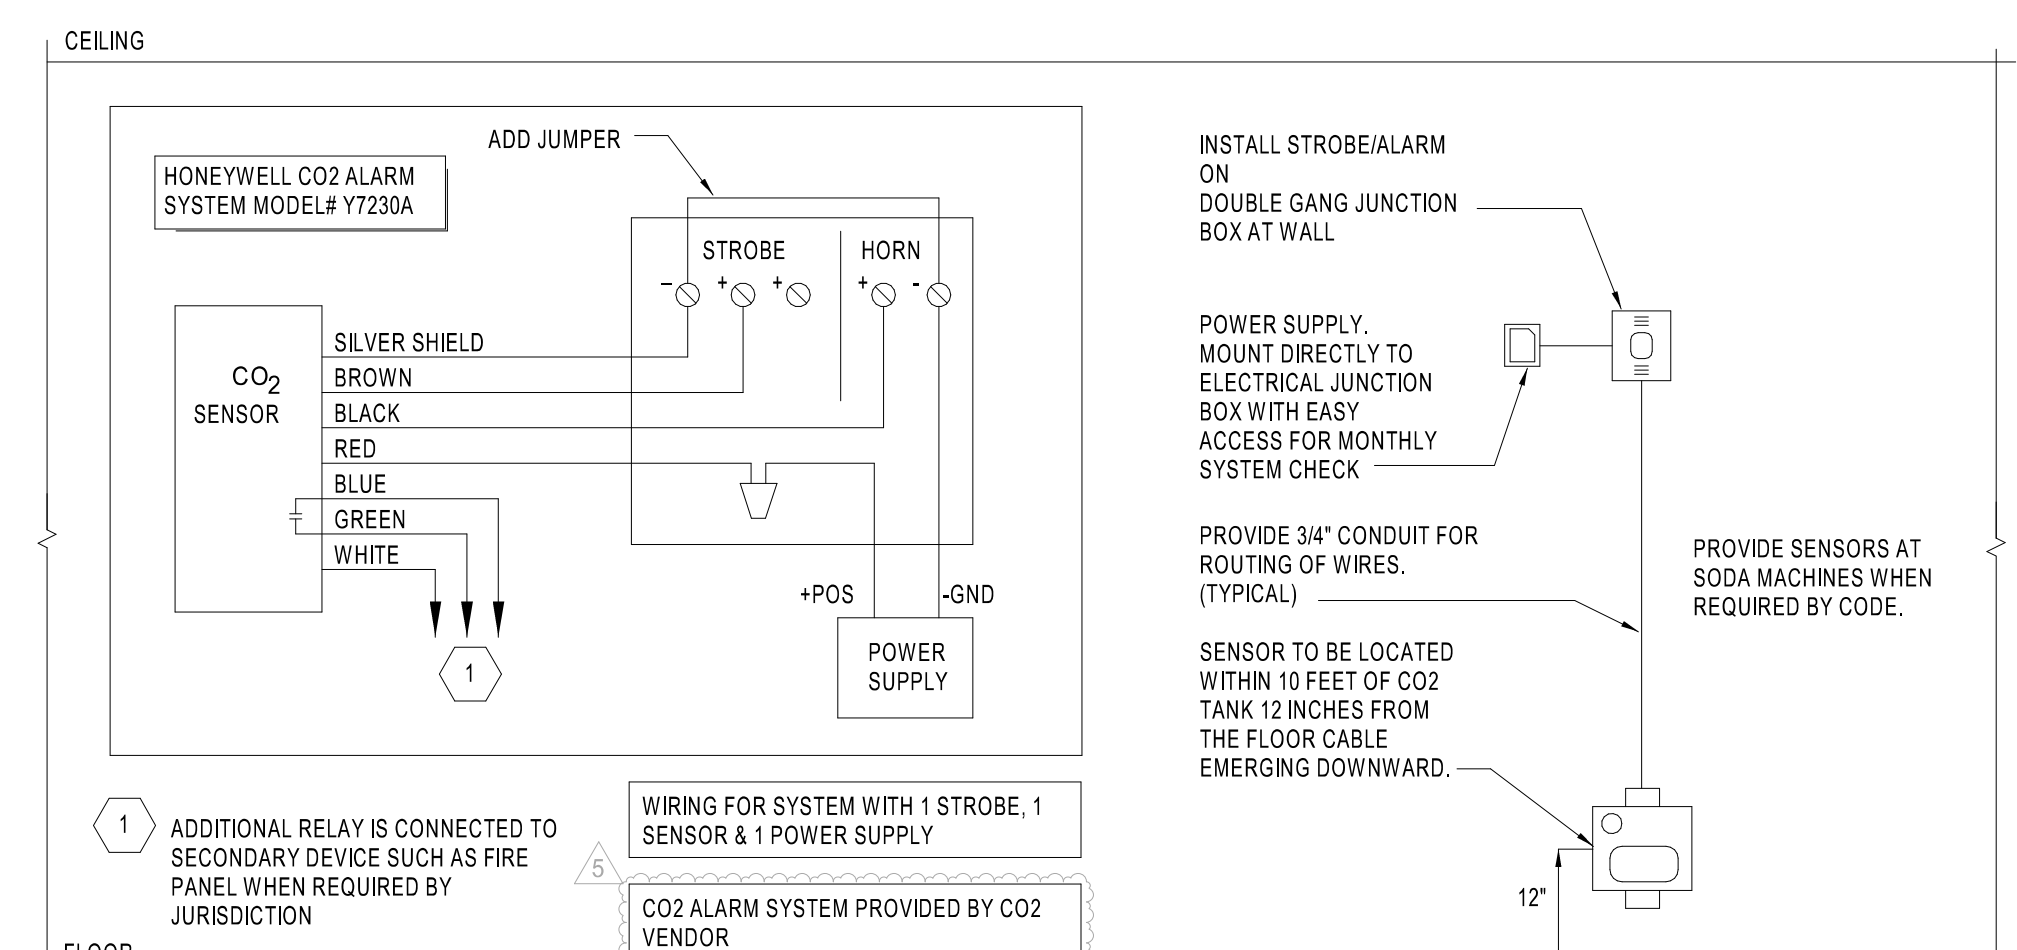 CEILING
ADD JUMPER
HONEYWELL CO2 ALARM
SYSTEM MODEL# Y7230A
STROBE
HORN
– + + + -
CO2
SENSOR
SILVER SHIELD
BROWN
BLACK
RED
BLUE
GREEN
WHITE
+POS
-GND
POWER
SUPPLY
1
1
ADDITIONAL RELAY IS CONNECTED TO
SECONDARY DEVICE SUCH AS FIRE
PANEL WHEN REQUIRED BY
JURISDICTION
FLOOR
WIRING FOR SYSTEM WITH 1 STROBE, 1
SENSOR & 1 POWER SUPPLY
5
CO2 ALARM SYSTEM PROVIDED BY CO2
VENDOR
INSTALL STROBE/ALARM
ON
DOUBLE GANG JUNCTION
BOX AT WALL
POWER SUPPLY.
MOUNT DIRECTLY TO
ELECTRICAL JUNCTION
BOX WITH EASY
ACCESS FOR MONTHLY
SYSTEM CHECK
PROVIDE 3/4" CONDUIT FOR
ROUTING OF WIRES.
(TYPICAL)
PROVIDE SENSORS AT
SODA MACHINES WHEN
REQUIRED BY CODE.
SENSOR TO BE LOCATED
WITHIN 10 FEET OF CO2
TANK 12 INCHES FROM
THE FLOOR CABLE
EMERGING DOWNWARD.
12"